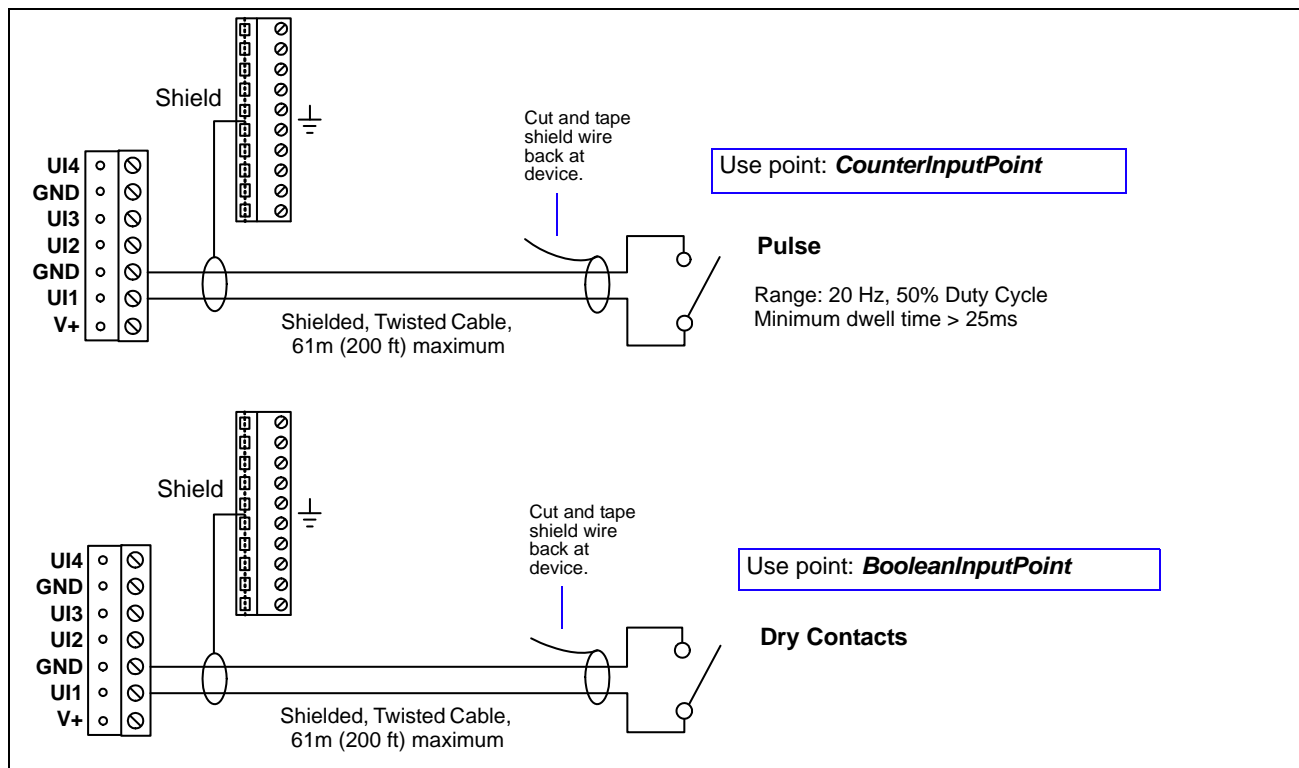 Shield
Cut and tape
shield wire
back at
device.
Use point: CounterInputPoint
UI4
GND
UI3
UI2
GND
UI1
V+
Pulse
Range: 20 Hz, 50% Duty Cycle
Minimum dwell time > 25ms
Shielded, Twisted Cable,
61m (200 ft) maximum
Shield
Cut and tape
shield wire
back at
device.
Use point: BooleanInputPoint
UI4
GND
UI3
UI2
GND
UI1
V+
Dry Contacts
Shielded, Twisted Cable,
61m (200 ft) maximum